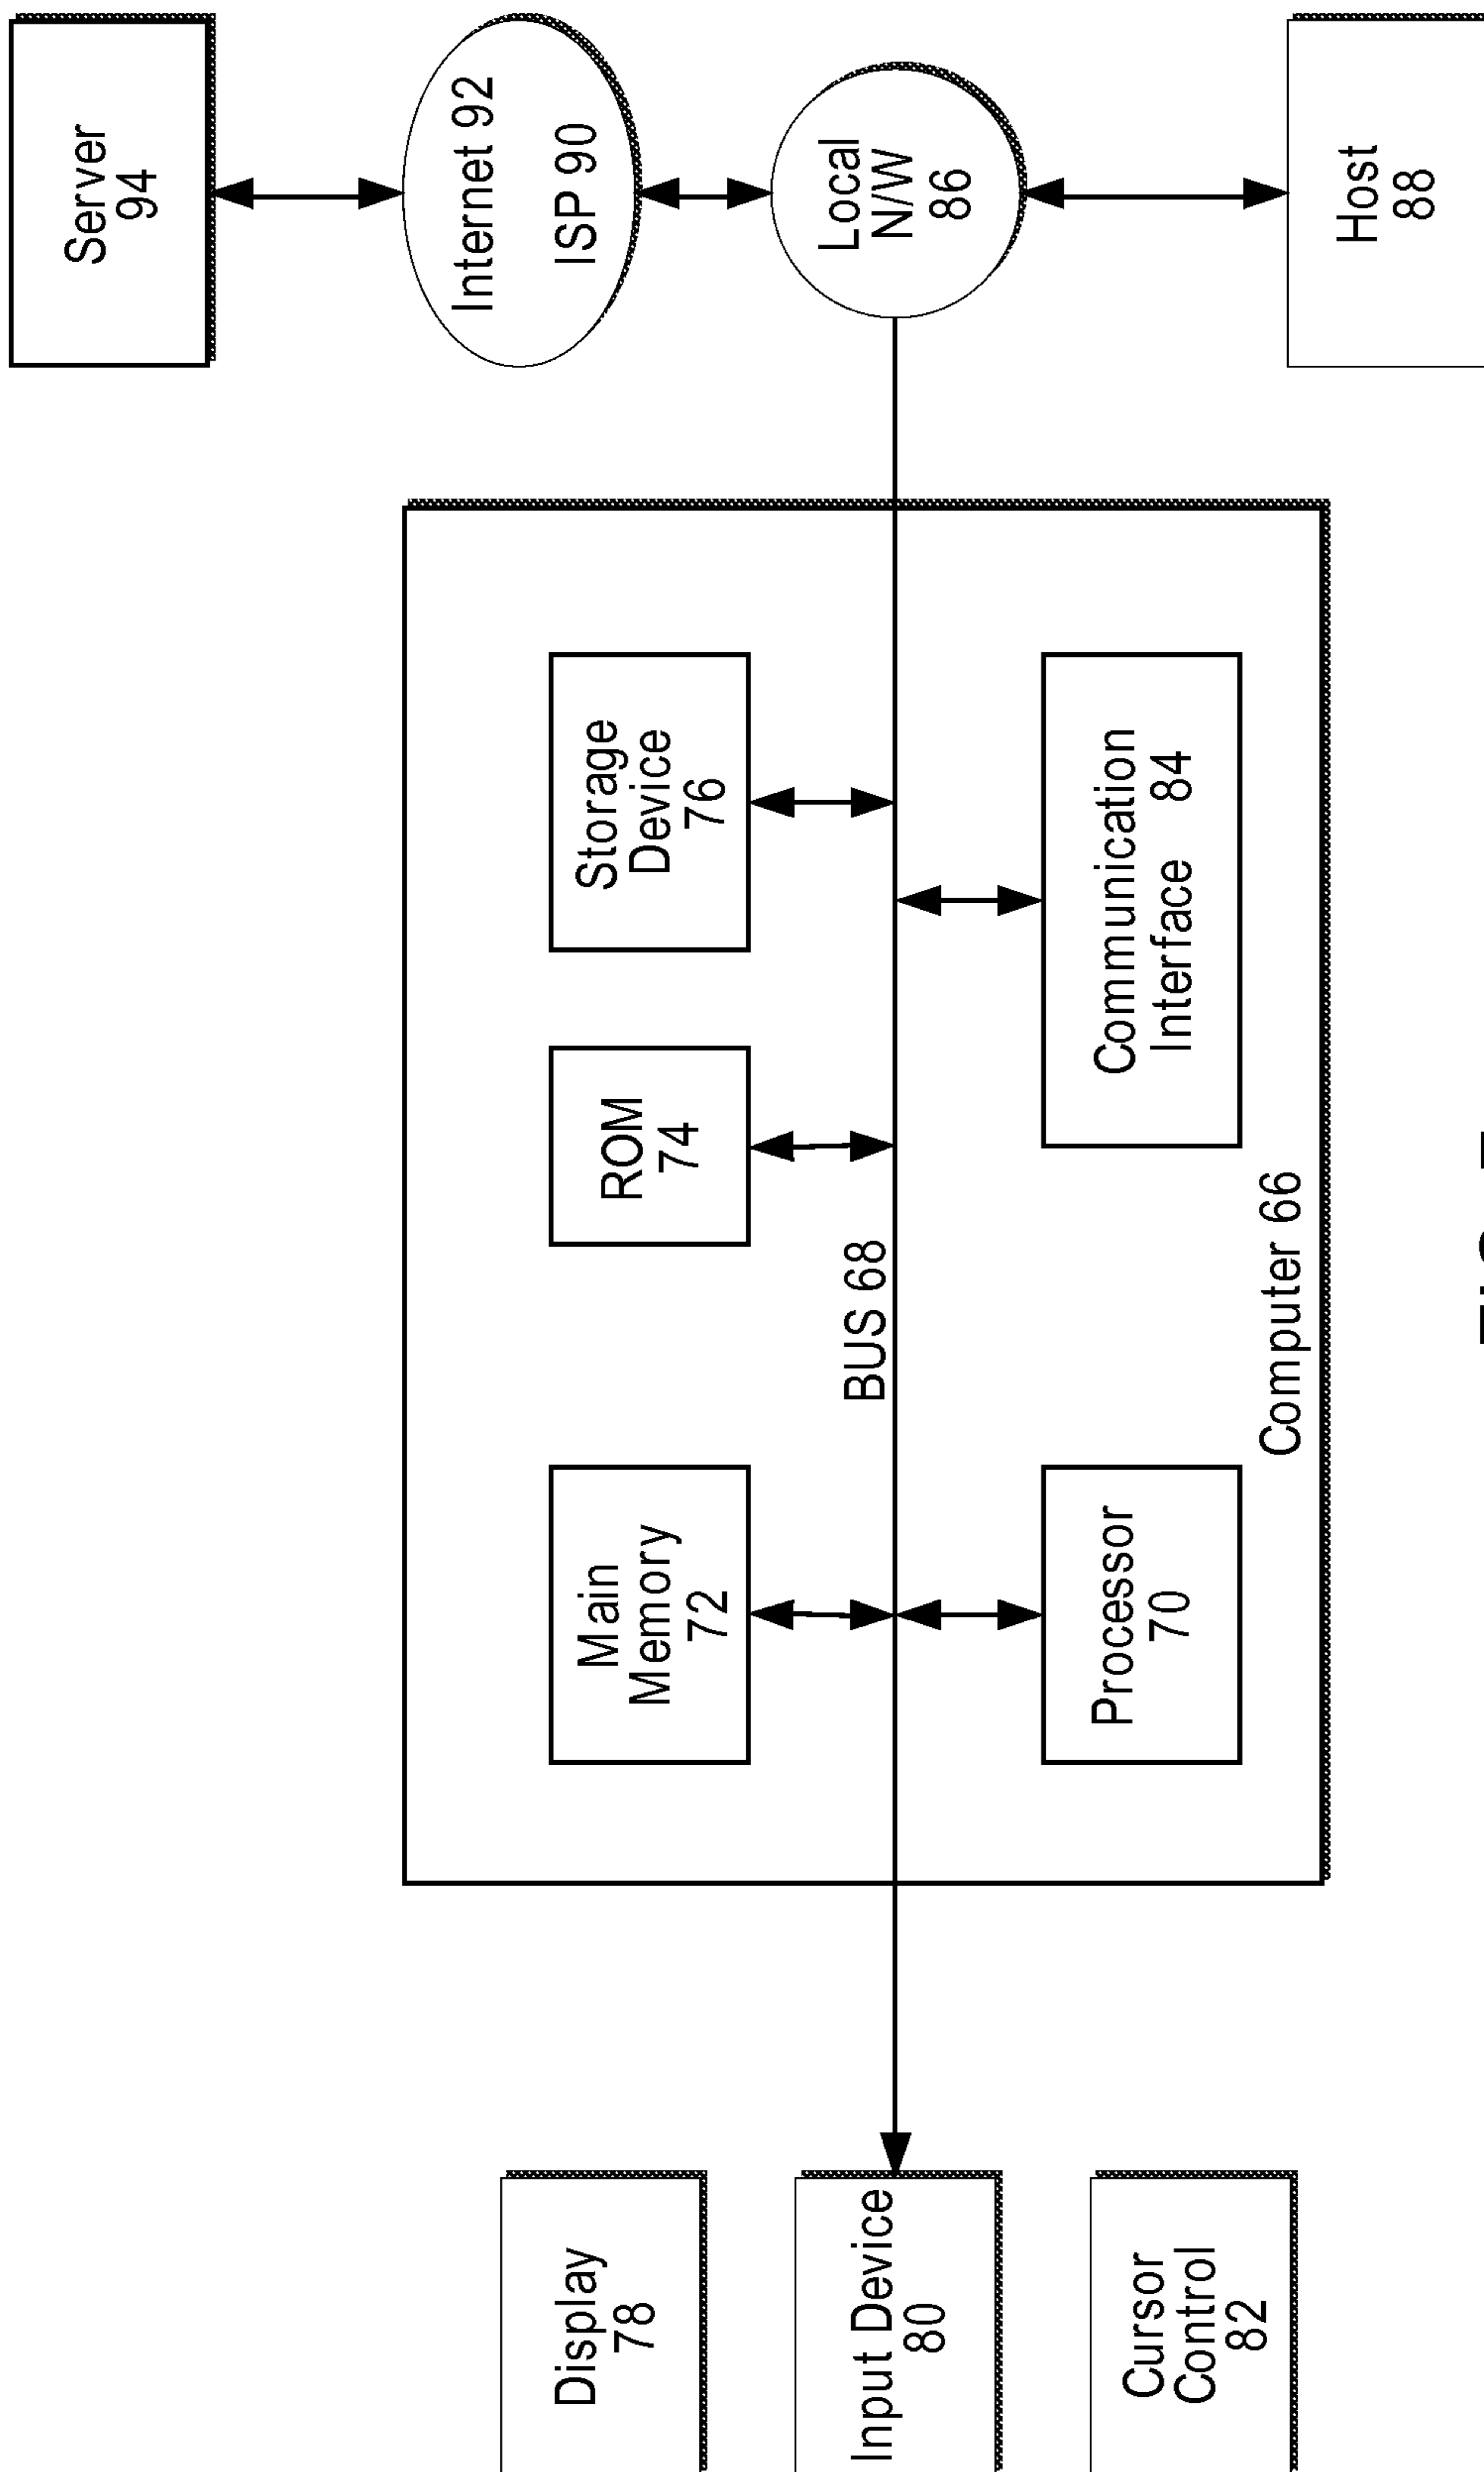 Display
78
Input Device
80
Cursor
Control
82
Main
Memory
72
ROM
74
Storage
Device
76
BUS 68
Processor
70
Communication
Interface 84
Computer 66
Server
94
Internet 92
ISP 90
Local
N/W
86
Host
88